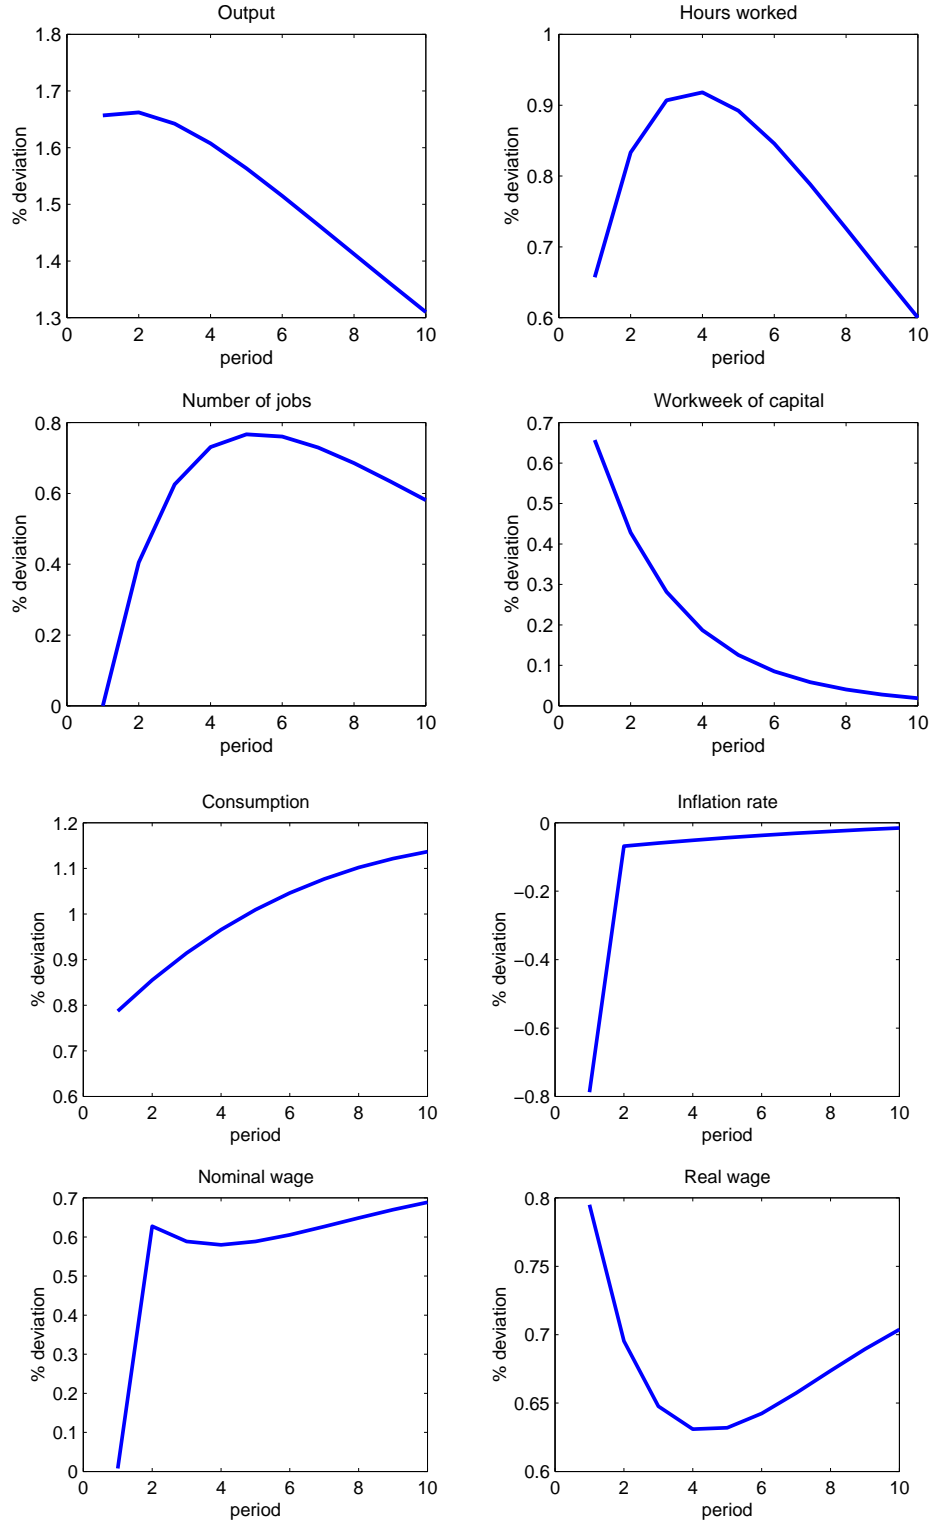 Output
1.8
1.7
1.6
1.5
1.4
1.3
0 2 4 6 8 10
period
% deviation
Hours worked
1
0.9
0.8
0.7
0.6
0 2 4 6 8 10
period
% deviation
Number of jobs
0.8
0.6
0.4
0.2
0
0 2 4 6 8 10
period
% deviation
Workweek of capital
0.7
0.6
0.5
0.4
0.3
0.2
0.1
0
0 2 4 6 8 10
period
% deviation
Consumption
1.2
1.1
1
0.9
0.8
0.7
0.6
0 2 4 6 8 10
period
% deviation
Inflation rate
0
−0.2
−0.4
−0.6
−0.8
0 2 4 6 8 10
period
% deviation
Nominal wage
0.7
0.6
0.5
0.4
0.3
0.2
0.1
0
0 2 4 6 8 10
period
% deviation
Real wage
0.8
0.75
0.7
0.65
0.6
0 2 4 6 8 10
period
% deviation